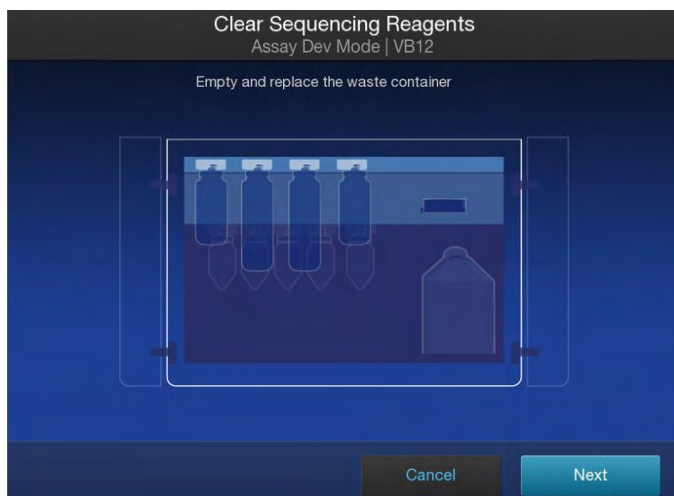 Clear Sequencing Reagents
Assay Dev Mode | VB12
Empty and replace the waste container
Cancel
Next